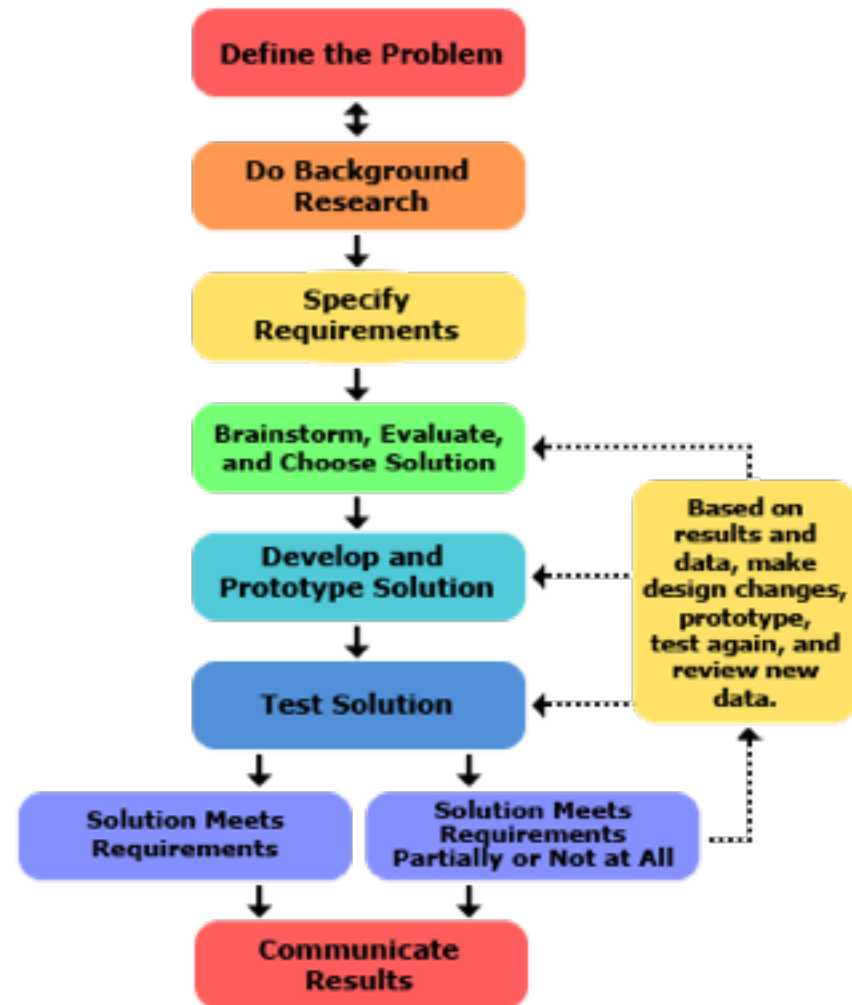 Define the Problem
Do Background
Research
Specify
Requirements
Brainstorm, Evaluate,
and Choose Solution
Develop and
Prototype Solution
Test Solution
Based on
results and
data, make
design changes,
prototype,
test again, and
review new
data.
Solution Meets
Requirements
Solution Meets
Requirements
Partially or Not at All
Communicate
Results